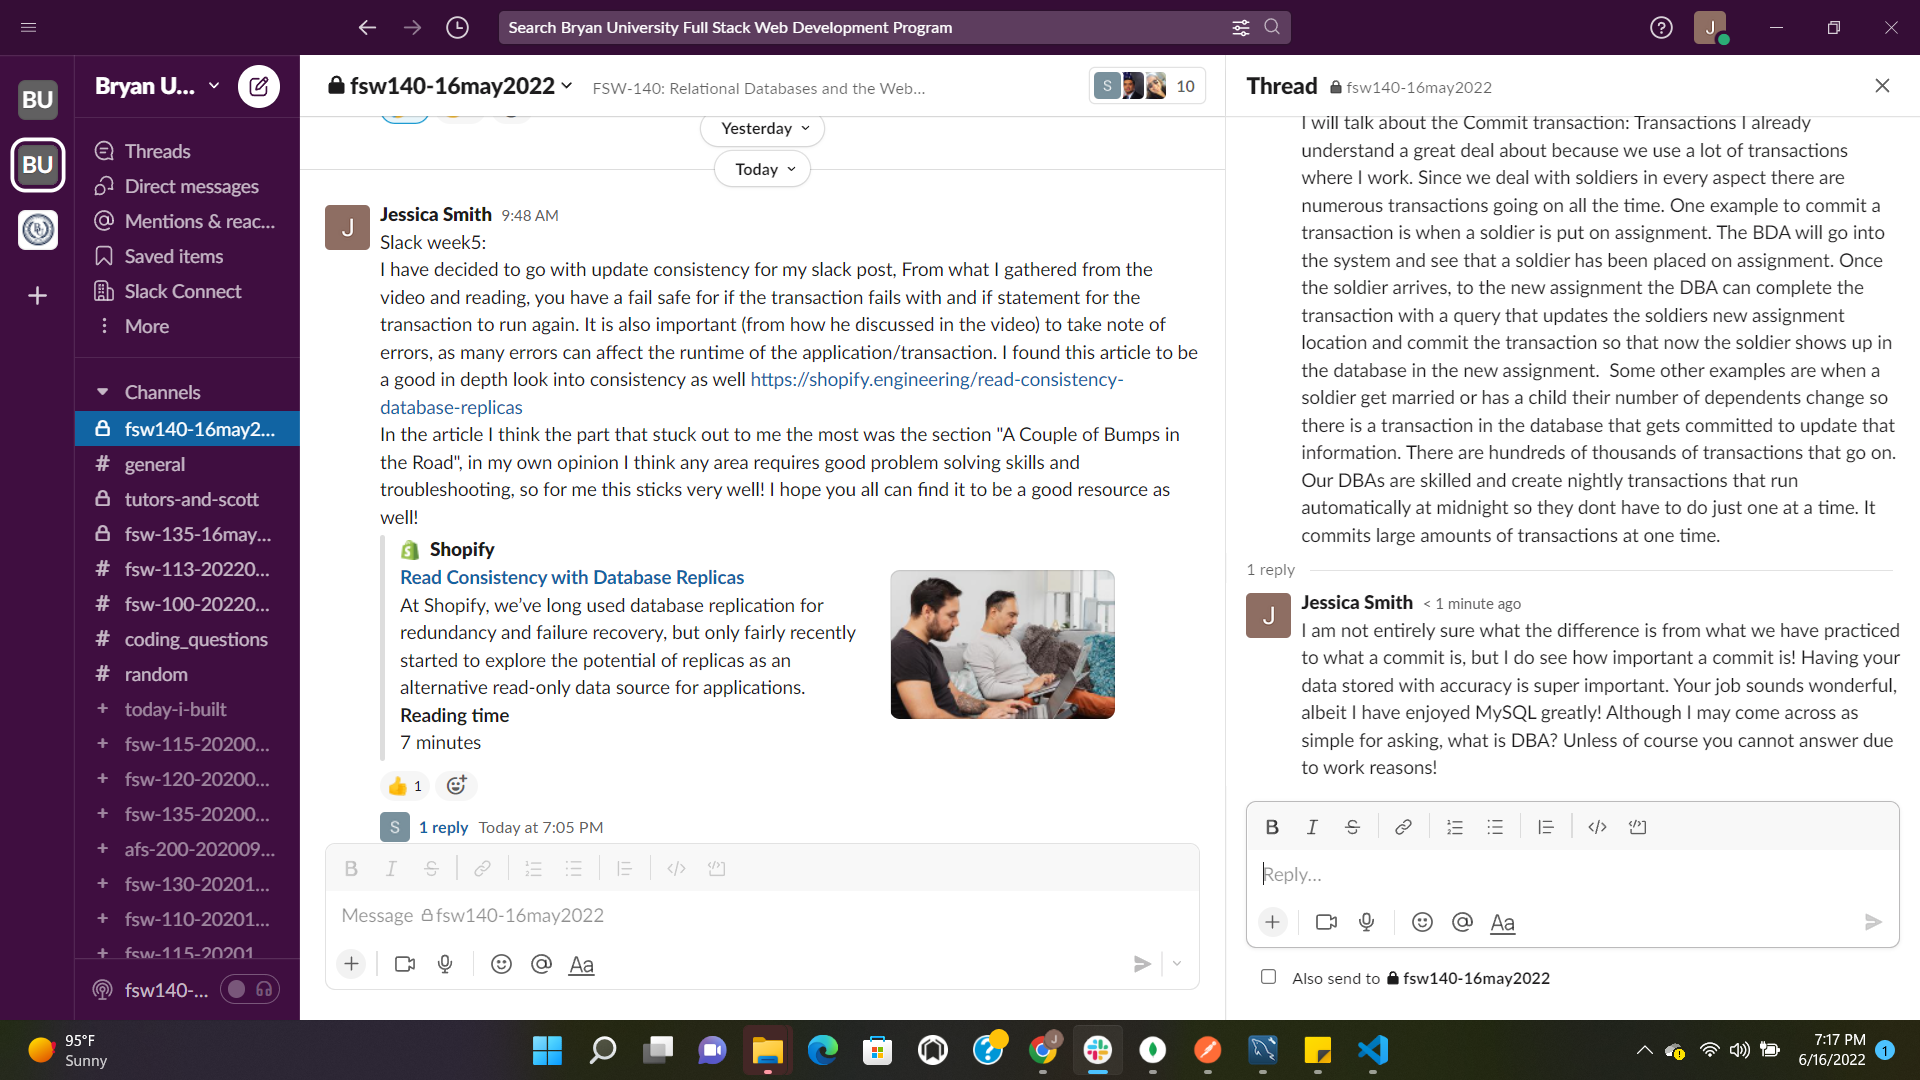 Search Bryan University Full Stack Web Development Program
J
BU
BU
Bryan U...
Threads
Direct messages
Mentions & reac...
Saved items
Slack Connect
More
Channels
fsw140-16may2...
general
tutors-and-scott
fsw-135-16may...
fsw-113-20220...
fsw-100-20220...
coding_questions
random
today-i-built
fsw-115-20200...
fsw-120-20200...
fsw-135-20200...
afs-200-202009...
fsw-130-20201...
fsw-110-20201...
fsw-115-20201
fsw140-...
fsw140-16may2022
FSW-140: Relational Databases and the Web...
S
10
Yesterday
Today
J
Jessica Smith 9:48 AM
Slack week5:
I have decided to go with update consistency for my slack post, From what I gathered from the
video and reading, you have a fail safe for if the transaction fails with and if statement for the
transaction to run again. It is also important (from how he discussed in the video) to take note of
errors, as many errors can affect the runtime of the application/transaction. I found this article to be
a good in depth look into consistency as well https://shopify.engineering/read-consistency-
database-replicas
In the article I think the part that stuck out to me the most was the section "A Couple of Bumps in
the Road", in my own opinion I think any area requires good problem solving skills and
troubleshooting, so for me this sticks very well! I hope you all can find it to be a good resource as
well!
Shopify
Read Consistency with Database Replicas
At Shopify, we’ve long used database replication for
redundancy and failure recovery, but only fairly recently
started to explore the potential of replicas as an
alternative read-only data source for applications.
Reading time
7 minutes
1
S
1 reply Today at 7:05 PM
B I S
Message fsw140-16may2022
Aa
Thread fsw140-16may2022
I will talk about the Commit transaction: Transactions I already
understand a great deal about because we use a lot of transactions
where I work. Since we deal with soldiers in every aspect there are
numerous transactions going on all the time. One example to commit a
transaction is when a soldier is put on assignment. The BDA will go into
the system and see that a soldier has been placed on assignment. Once
the soldier arrives, to the new assignment the DBA can complete the
transaction with a query that updates the soldiers new assignment
location and commit the transaction so that now the soldier shows up in
the database in the new assignment.  Some other examples are when a
soldier get married or has a child their number of dependents change so
there is a transaction in the database that gets committed to update that
information. There are hundreds of thousands of transactions that go on.
Our DBAs are skilled and create nightly transactions that run
automatically at midnight so they dont have to do just one at a time. It
commits large amounts of transactions at one time.
1 reply
J
Jessica Smith < 1 minute ago
I am not entirely sure what the difference is from what we have practiced
to what a commit is, but I do see how important a commit is! Having your
data stored with accuracy is super important. Your job sounds wonderful,
albeit I have enjoyed MySQL greatly! Although I may come across as
simple for asking, what is DBA? Unless of course you cannot answer due
to work reasons!
B I S
Reply...
Aa
Also send to fsw140-16may2022
95°F
Sunny
J
7:17 PM
6/16/2022
1